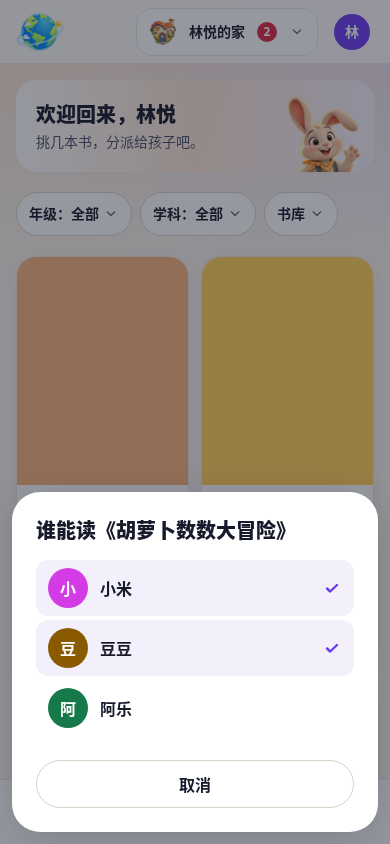 林悦的家
2
林
欢迎回来，林悦
挑几本书，分派给孩子吧。
年级：全部
学科：全部
书库
谁能读《胡萝卜数数大冒险》
小
小米
豆
豆豆
阿
阿乐
取消